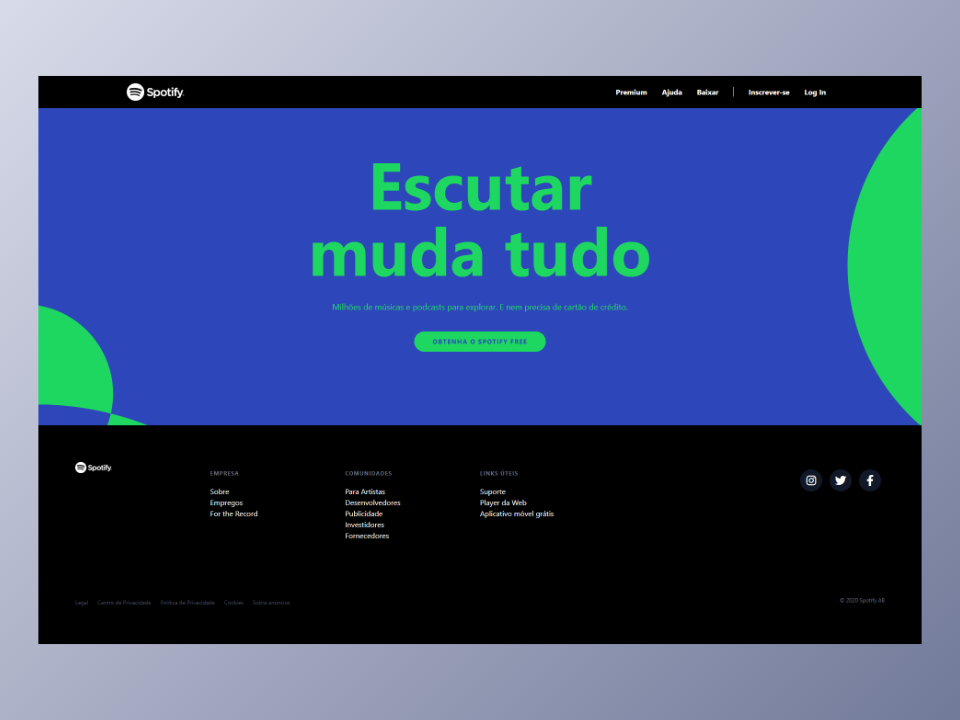 Spotify
Premium Ajuda Baixar Inscrever-se Log In
Escutar
muda tudo
Milhões de músicas e podcasts para explorar. E nem precisa de cartão de crédito.
OBTENHA O SPOTIFY FREE
Spotify
EMPRESA
Sobre
Empregos
For the Record
COMUNIDADES
Para Artistas
Desenvolvedores
Publicidade
Investidores
Fornecedores
LINKS ÚTEIS
Suporte
Player da Web
Aplicativo móvel grátis
Legal Centro de Privacidade Política de Privacidade Cookies Sobre anúncios
© 2020 Spotify AB